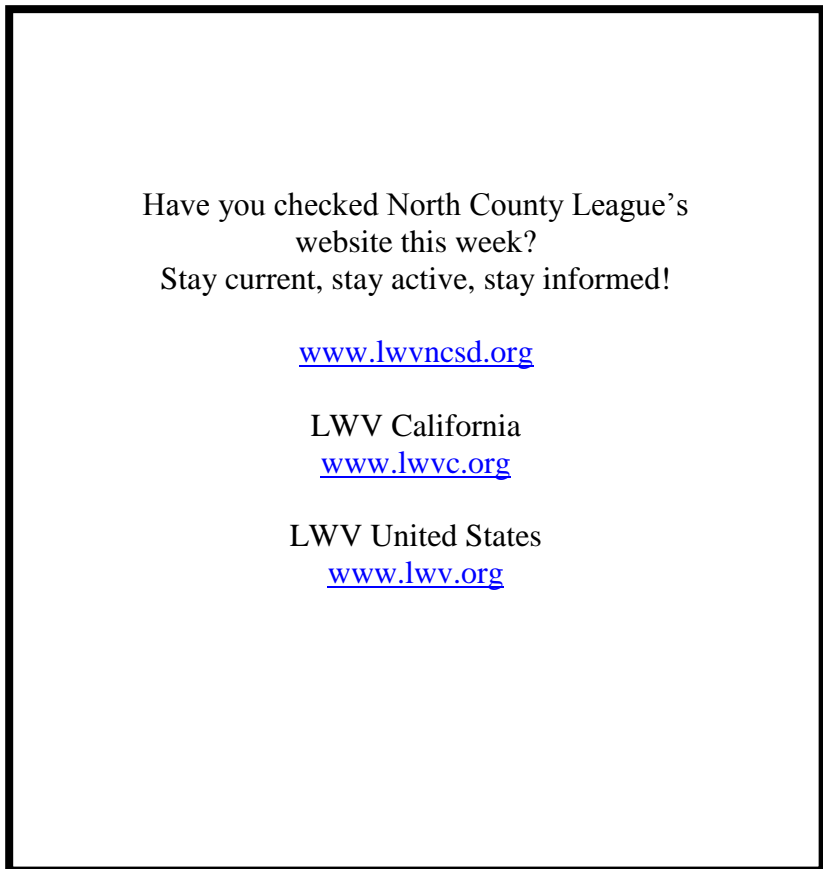 Have you checked North County League’s
website this week?
Stay current, stay active, stay informed!
www.lwvncsd.org
LWV California
www.lwvc.org
LWV United States
www.lwv.org